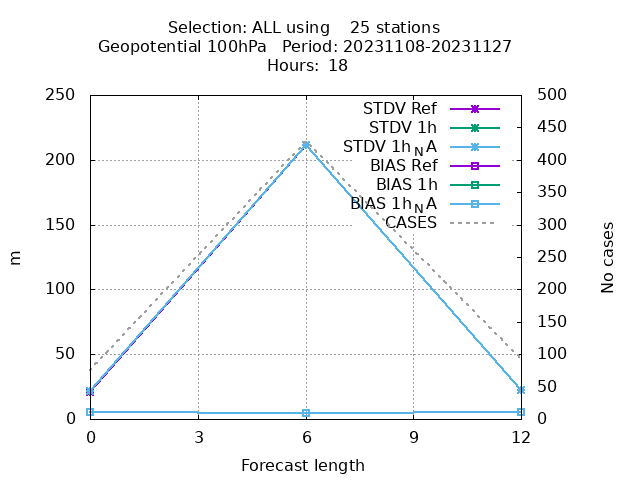 Selection: ALL using 25 stations
Geopotential 100hPa Period: 20231108-20231127
Hours: 18
250
200
150
100
50
0
m
500
450
400
350
300
250
200
150
100
50
0
No cases
STDV Ref
STDV 1h
STDV 1h_NA
BIAS Ref
BIAS 1h
BIAS 1h_NA
CASES
0 3 6 9 12
Forecast length